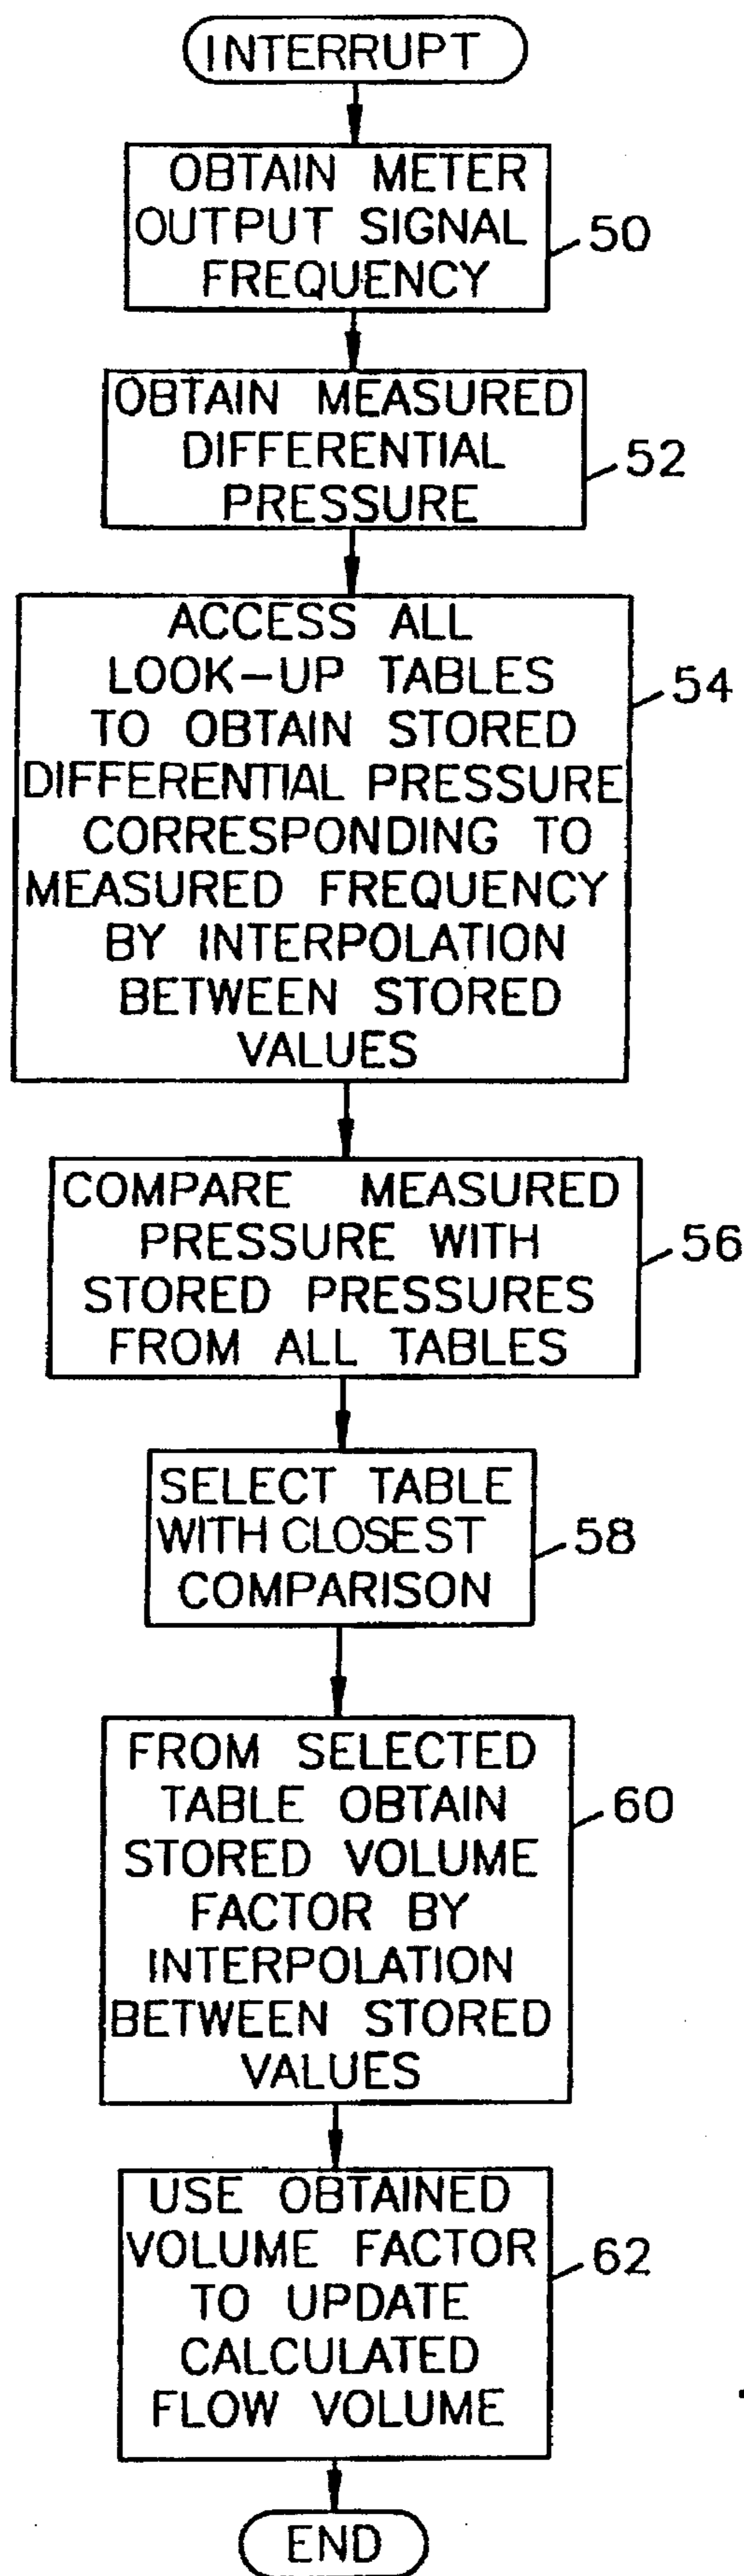 INTERRUPT
OBTAIN METER
OUTPUT SIGNAL
FREQUENCY
50
OBTAIN MEASURED
DIFFERENTIAL
PRESSURE
52
ACCESS ALL
LOOK-UP TABLES
TO OBTAIN STORED
DIFFERENTIAL PRESSURE
CORRESPONDING TO
MEASURED FREQUENCY
BY INTERPOLATION
BETWEEN STORED
VALUES
54
COMPARE MEASURED
PRESSURE WITH
STORED PRESSURES
FROM ALL TABLES
56
SELECT TABLE
WITH CLOSEST
COMPARISON
58
FROM SELECTED
TABLE OBTAIN
STORED VOLUME
FACTOR BY
INTERPOLATION
BETWEEN STORED
VALUES
60
USE OBTAINED
VOLUME FACTOR
TO UPDATE
CALCULATED
FLOW VOLUME
62
END